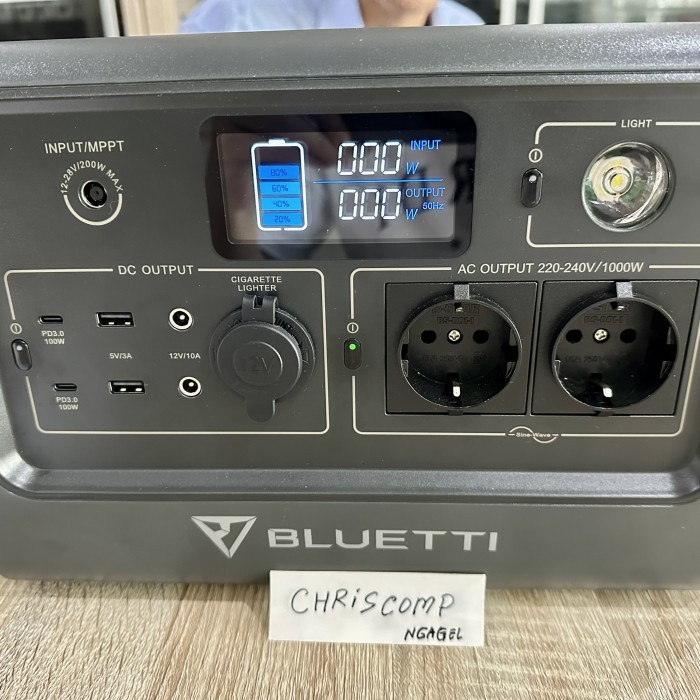 INPUT/MPPT
12-28V/200W MAX
80%
60%
40%
20%
000 W INPUT
000 W OUTPUT
50Hz
LIGHT
DC OUTPUT
CIGARETTE
LIGHTER
PD3.0
100W
5V/3A
12V/10A
PD3.0
100W
12V
AC OUTPUT 220-240V/1000W
Sine-Wave
BLUETTI
CHRISCOMP
NGAGEL